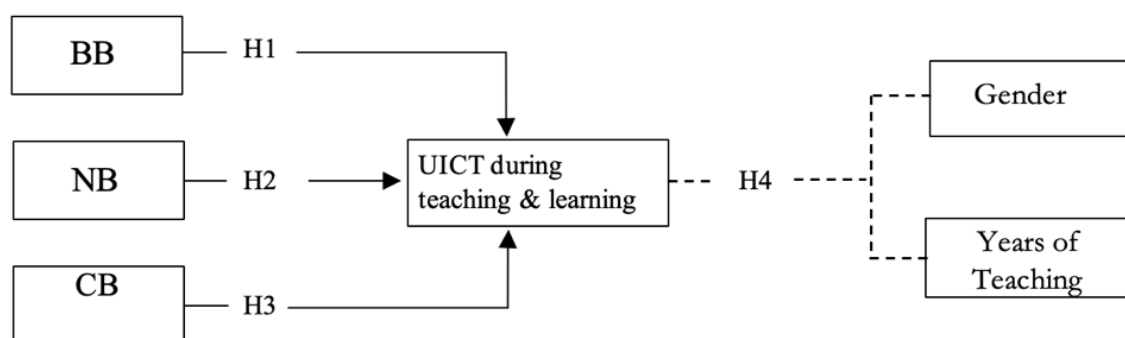 BB
H1
Gender
NB
H2
UICT during
teaching & learning
H4
CB
H3
Years of
Teaching